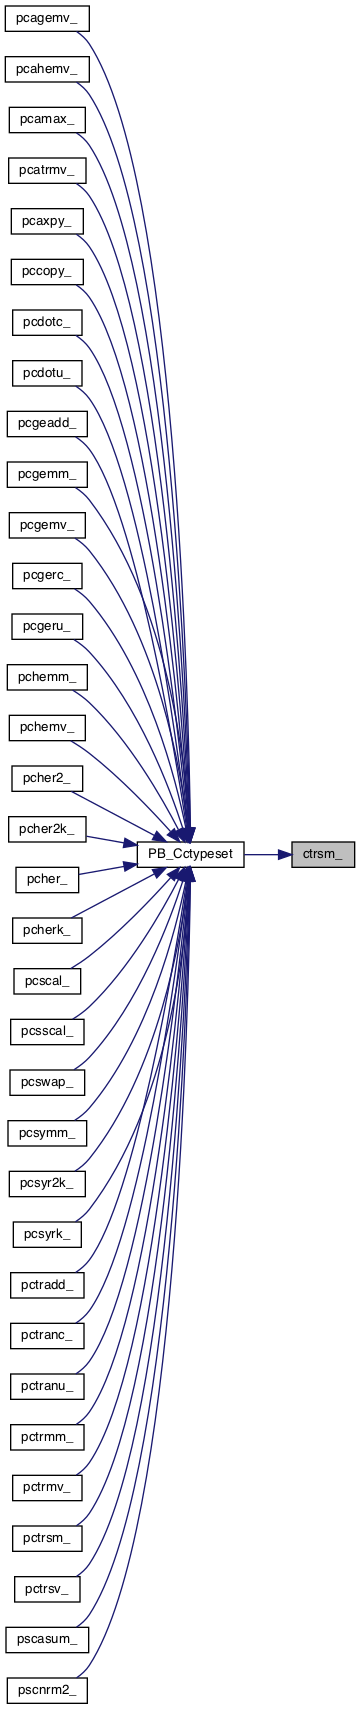 pcagemv_
pcahemv_
pcamax_
pcatrmv_
pcaxpy_
pccopy_
pcdotc_
pcdotu_
pcgeadd_
pcgemm_
pcgemv_
pcgerc_
pcgeru_
pchemm_
pchemv_
pcher2_
pcher2k_
PB_Cctypeset
ctrsm_
pcher_
pcherk_
pcscal_
pcsscal_
pcswap_
pcsymm_
pcsyr2k_
pcsyrk_
pctradd_
pctranc_
pctranu_
pctrmm_
pctrmv_
pctrsm_
pctrsv_
pscasum_
pscnrm2_